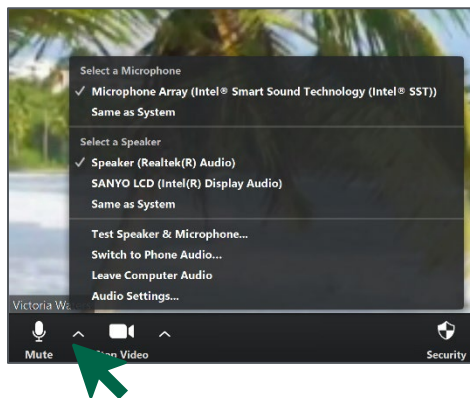 Select a Microphone
Microphone Array (Intel® Smart Sound Technology (Intel® SST))
Same as System
Select a Speaker
Speaker (Realtek(R) Audio)
SANYO LCD (Intel(R) Display Audio)
Same as System
Test Speaker & Microphone...
Switch to Phone Audio...
Leave Computer Audio
Audio Settings...
Victoria
Mute Video Security